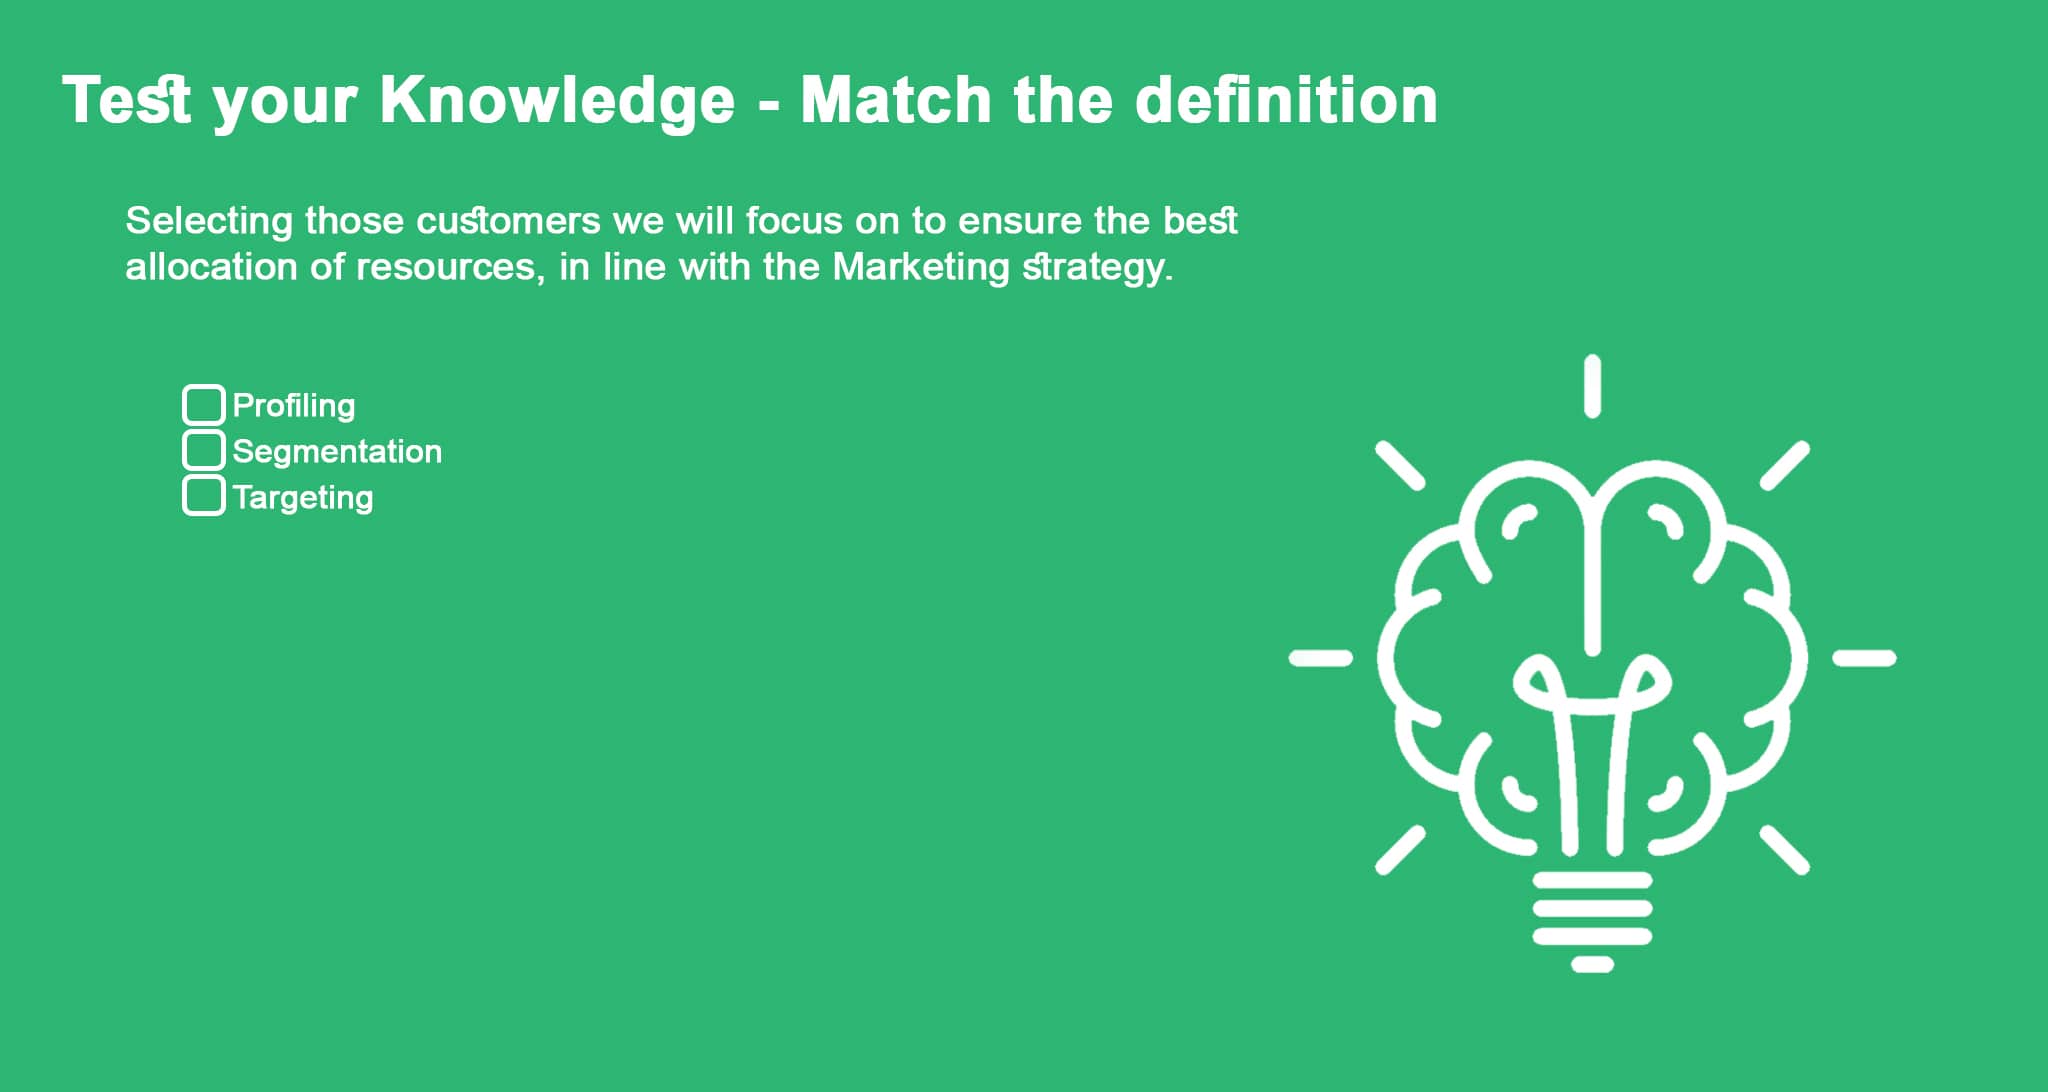 Test your Knowledge - Match the definition
Selecting those customers we will focus on to ensure the best
allocation of resources, in line with the Marketing strategy.
Profiling
Segmentation
Targeting